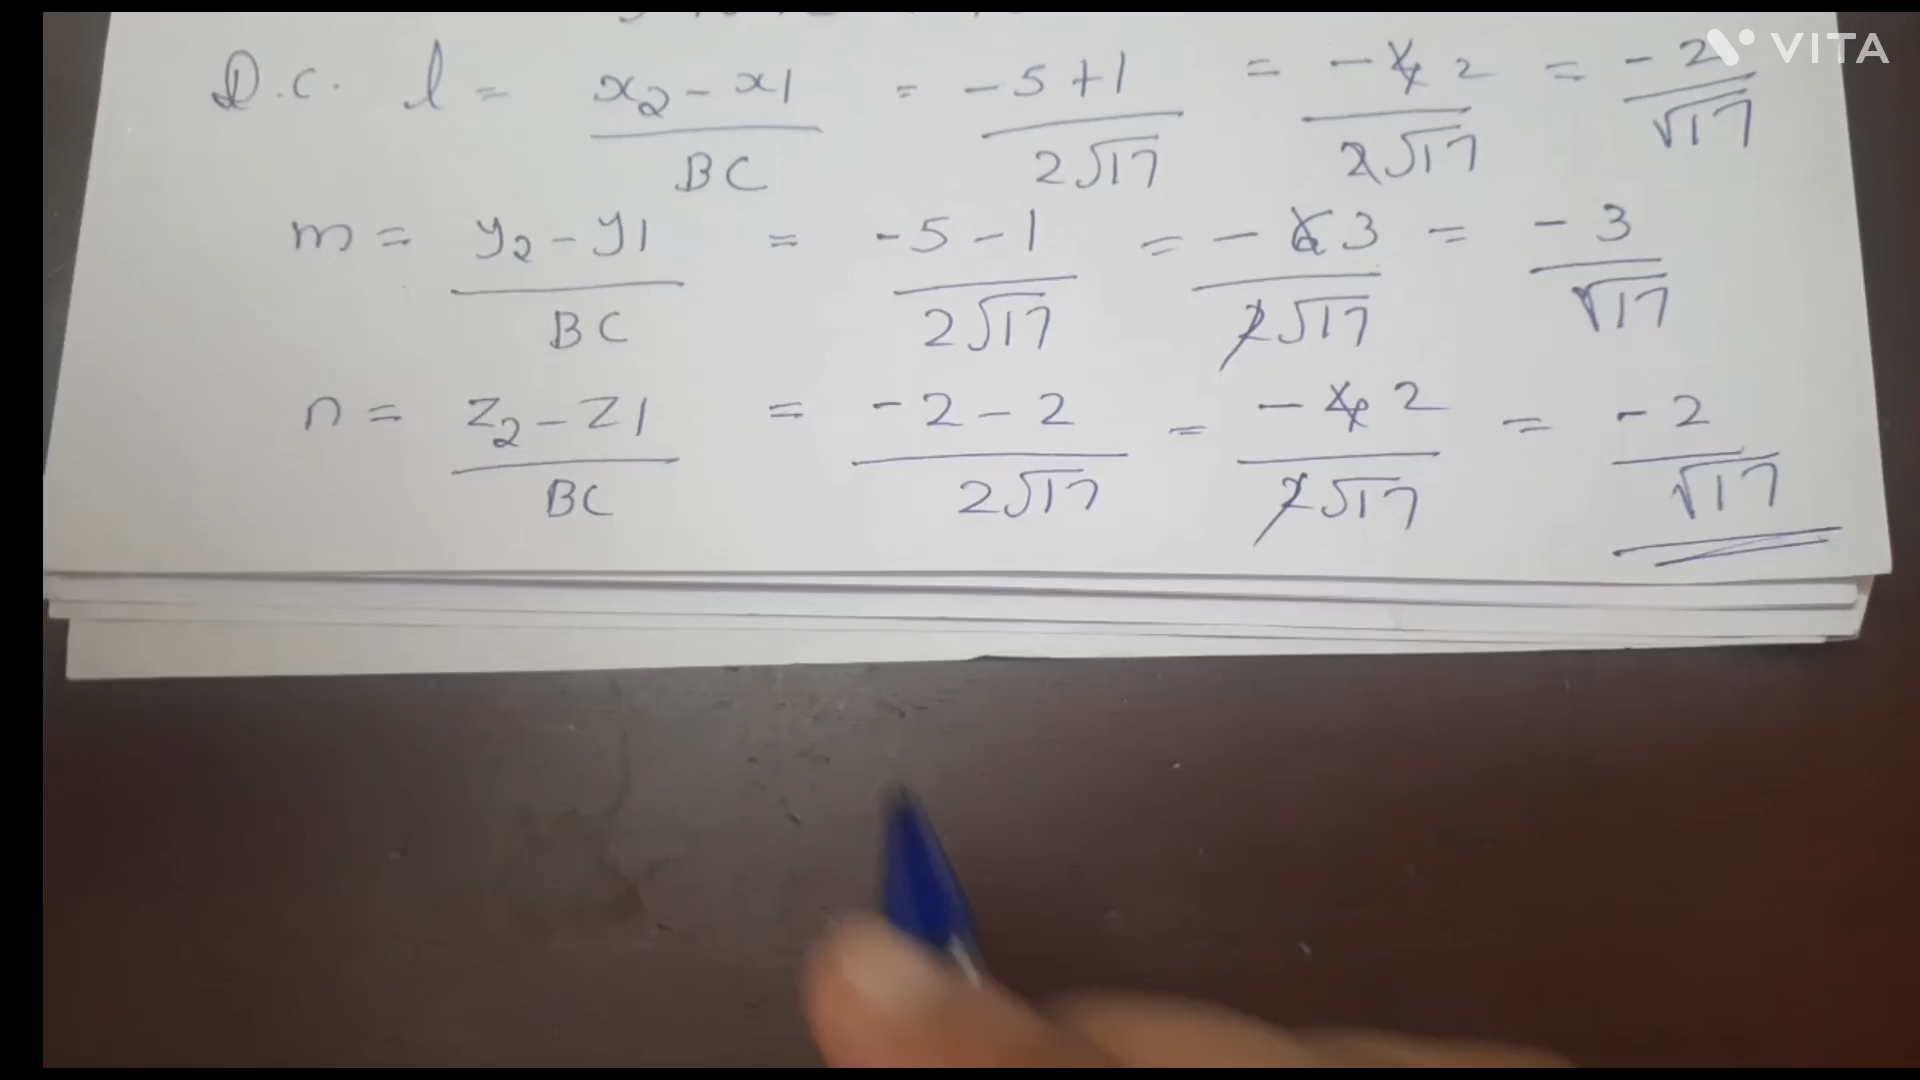 VITA
D.C. l = x2 - x1 / BC = -5+1 / 2√17 = -4 2 / 2√17 = -2 / √17
m = y2 - y1 / BC = -5-1 / 2√17 = -6 3 / 2√17 = -3 / √17
n = z2 - z1 / BC = -2-2 / 2√17 = -4 2 / 2√17 = -2 / √17